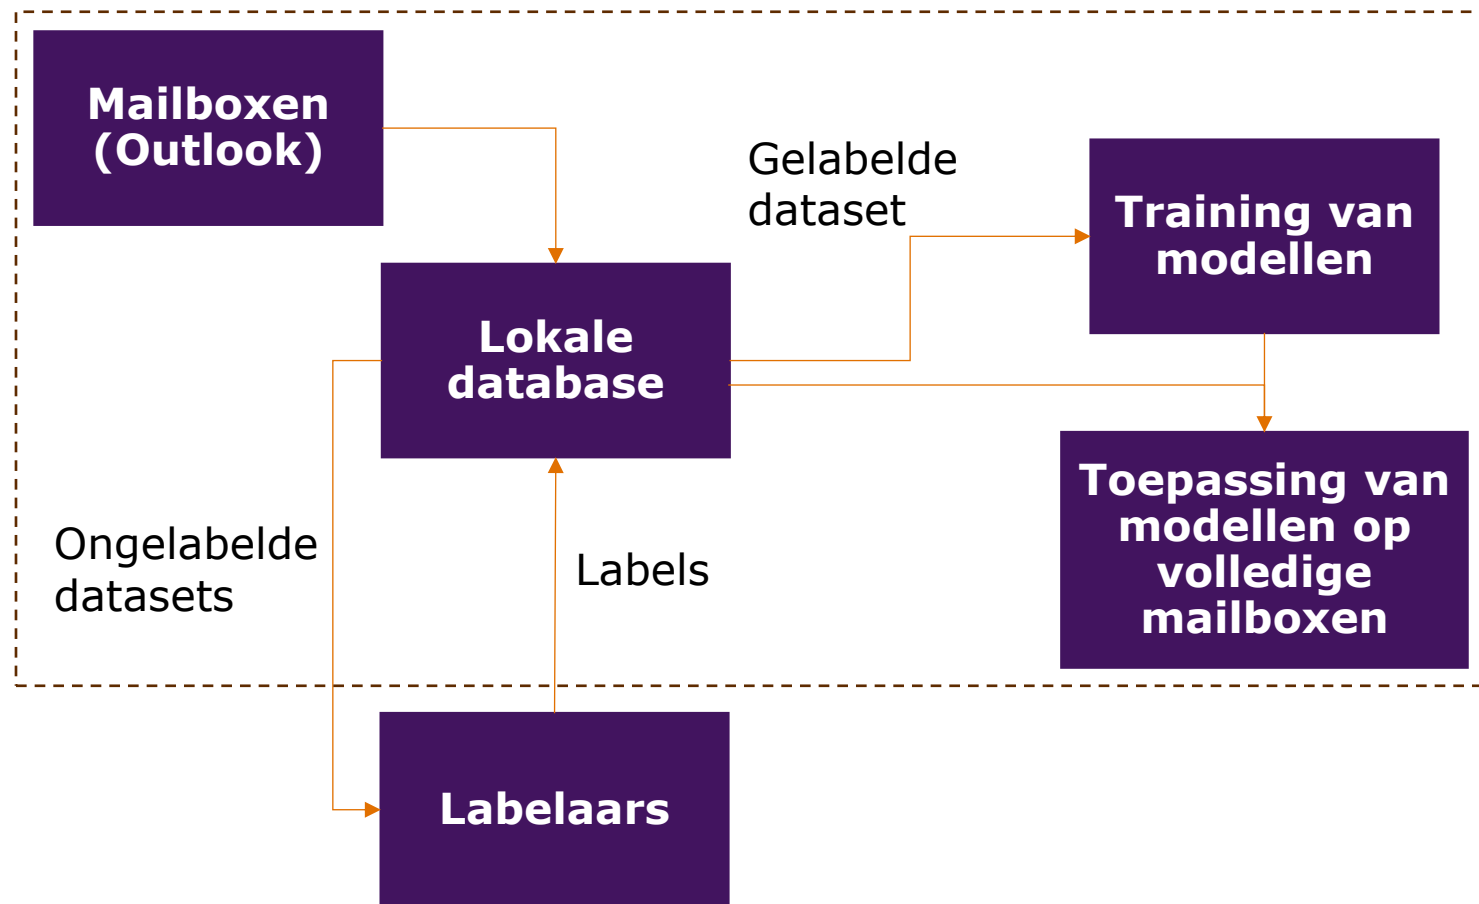 Mailboxen
(Outlook)
Gelabelde
dataset
Training van
modellen
Lokale
database
Toepassing van
modellen op
volledige
mailboxen
Ongelabelde
datasets
Labels
Labelaars